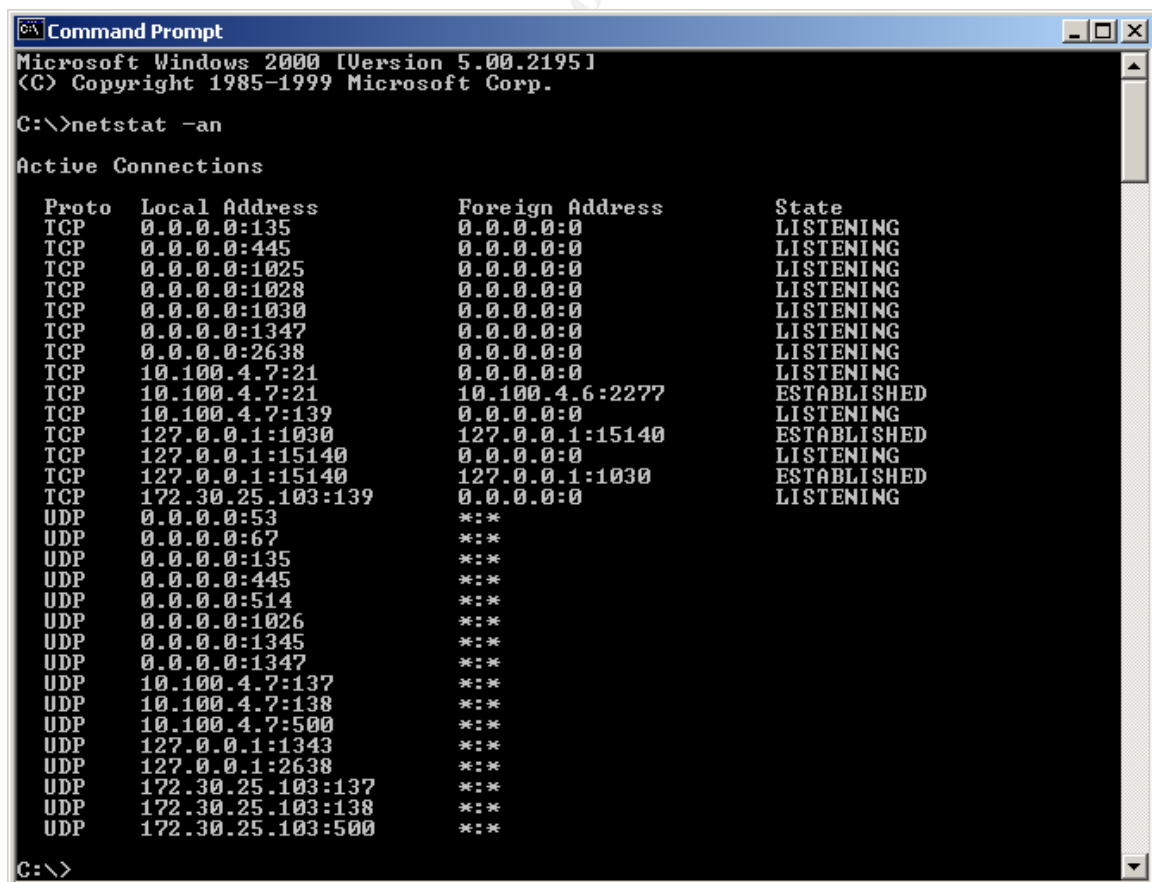 Command Prompt
Microsoft Windows 2000 [Version 5.00.2195]
(C) Copyright 1985-1999 Microsoft Corp.
C:\>netstat -an
Active Connections
Proto Local Address Foreign Address State
TCP 0.0.0.0:135 0.0.0.0:0 LISTENING
TCP 0.0.0.0:445 0.0.0.0:0 LISTENING
TCP 0.0.0.0:1025 0.0.0.0:0 LISTENING
TCP 0.0.0.0:1028 0.0.0.0:0 LISTENING
TCP 0.0.0.0:1030 0.0.0.0:0 LISTENING
TCP 0.0.0.0:1347 0.0.0.0:0 LISTENING
TCP 0.0.0.0:2638 0.0.0.0:0 LISTENING
TCP 10.100.4.7:21 0.0.0.0:0 LISTENING
TCP 10.100.4.7:21 10.100.4.6:2277 ESTABLISHED
TCP 10.100.4.7:139 0.0.0.0:0 LISTENING
TCP 127.0.0.1:1030 127.0.0.1:15140 ESTABLISHED
TCP 127.0.0.1:15140 0.0.0.0:0 LISTENING
TCP 127.0.0.1:15140 127.0.0.1:1030 ESTABLISHED
TCP 172.30.25.103:139 0.0.0.0:0 LISTENING
UDP 0.0.0.0:53 *:*
UDP 0.0.0.0:67 *:*
UDP 0.0.0.0:135 *:*
UDP 0.0.0.0:445 *:*
UDP 0.0.0.0:514 *:*
UDP 0.0.0.0:1026 *:*
UDP 0.0.0.0:1345 *:*
UDP 0.0.0.0:1347 *:*
UDP 10.100.4.7:137 *:*
UDP 10.100.4.7:138 *:*
UDP 10.100.4.7:500 *:*
UDP 127.0.0.1:1343 *:*
UDP 127.0.0.1:2638 *:*
UDP 172.30.25.103:137 *:*
UDP 172.30.25.103:138 *:*
UDP 172.30.25.103:500 *:*
C:\>